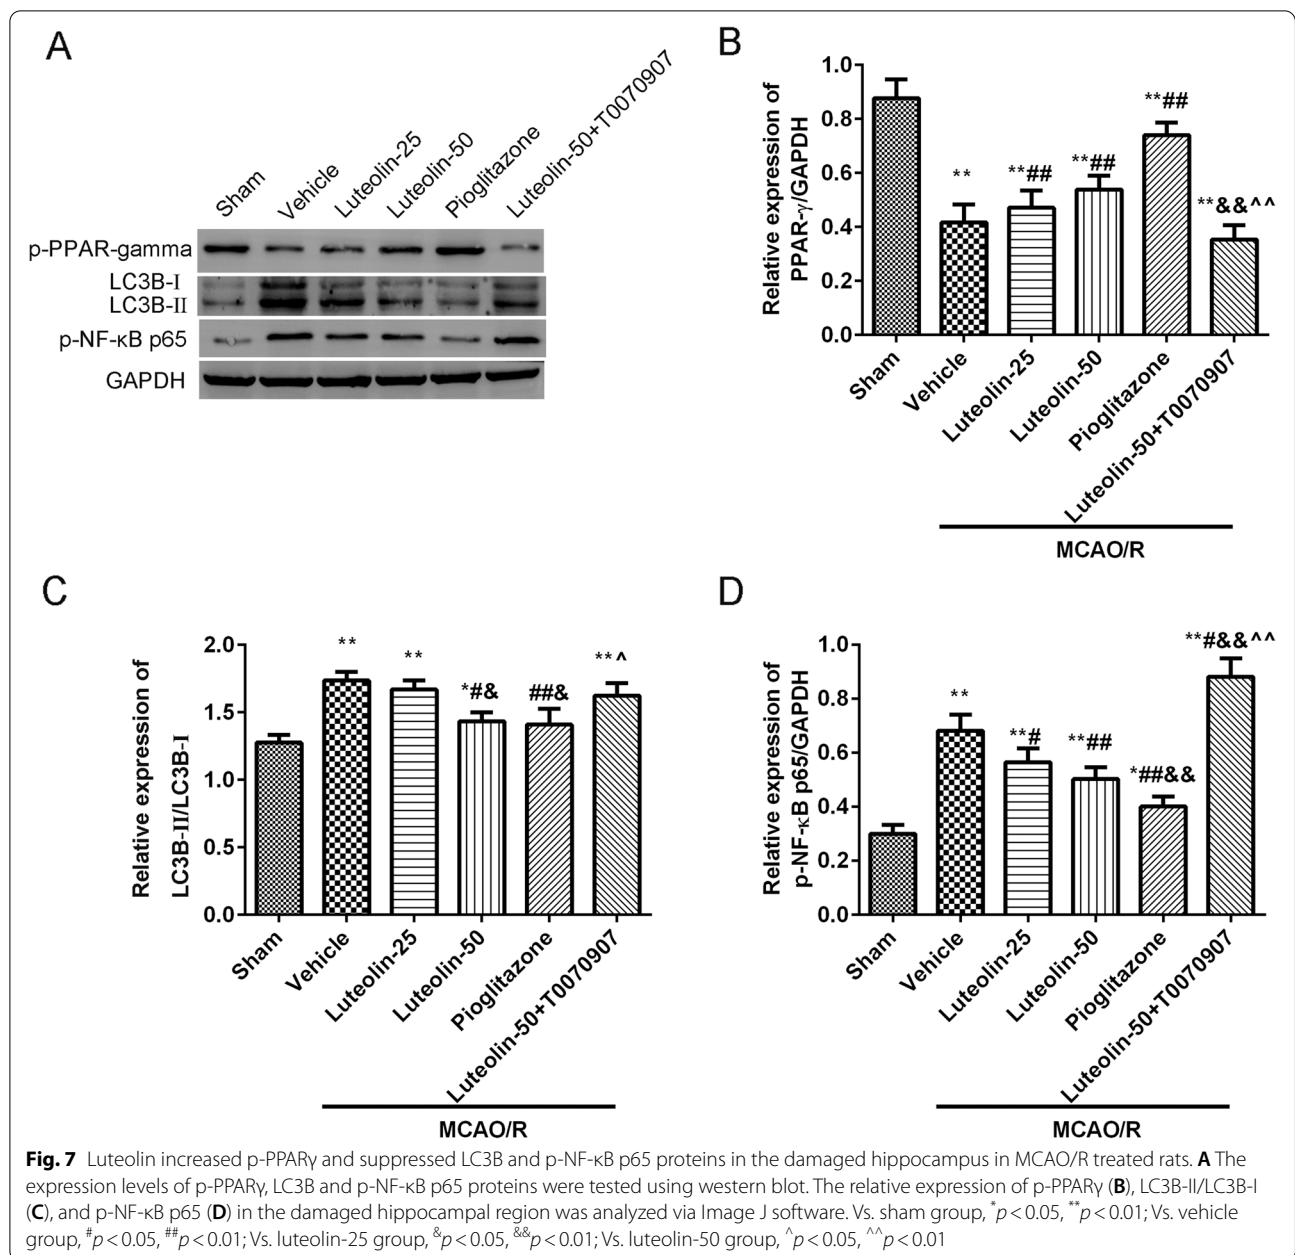 A
Sham
Vehicle
Luteolin-25
Luteolin-50
Pioglitazone
Luteolin-50+T0070907
p-PPAR-gamma
LC3B-I
LC3B-II
p-NF-κB p65
GAPDH
B
Relative expression of
PPAR-γ/GAPDH
1.0
0.8
0.6
0.4
0.2
0.0
**
**##
**##
**##
**&&^^
Sham
Vehicle
Luteolin-25
Luteolin-50
Pioglitazone
Luteolin-50+T0070907
MCAO/R
C
Relative expression of
LC3B-II/LC3B-I
2.0
1.5
1.0
0.5
0.0
**
**
*#&
##&
**^
Sham
Vehicle
Luteolin-25
Luteolin-50
Pioglitazone
Luteolin-50+T0070907
MCAO/R
D
Relative expression of
p-NF-κB p65/GAPDH
1.0
0.8
0.6
0.4
0.2
0.0
**
**#
**##
*##&&
**#&&^^
Sham
Vehicle
Luteolin-25
Luteolin-50
Pioglitazone
Luteolin-50+T0070907
MCAO/R
Fig. 7 Luteolin increased p-PPARγ and suppressed LC3B and p-NF-κB p65 proteins in the damaged hippocampus in MCAO/R treated rats. A The
expression levels of p-PPARγ, LC3B and p-NF-κB p65 proteins were tested using western blot. The relative expression of p-PPARγ (B), LC3B-II/LC3B-I
(C), and p-NF-κB p65 (D) in the damaged hippocampal region was analyzed via Image J software. Vs. sham group, *p < 0.05, **p < 0.01; Vs. vehicle
group, #p < 0.05, ##p < 0.01; Vs. luteolin-25 group, &p < 0.05, &&p < 0.01; Vs. luteolin-50 group, ^p < 0.05, ^^p < 0.01